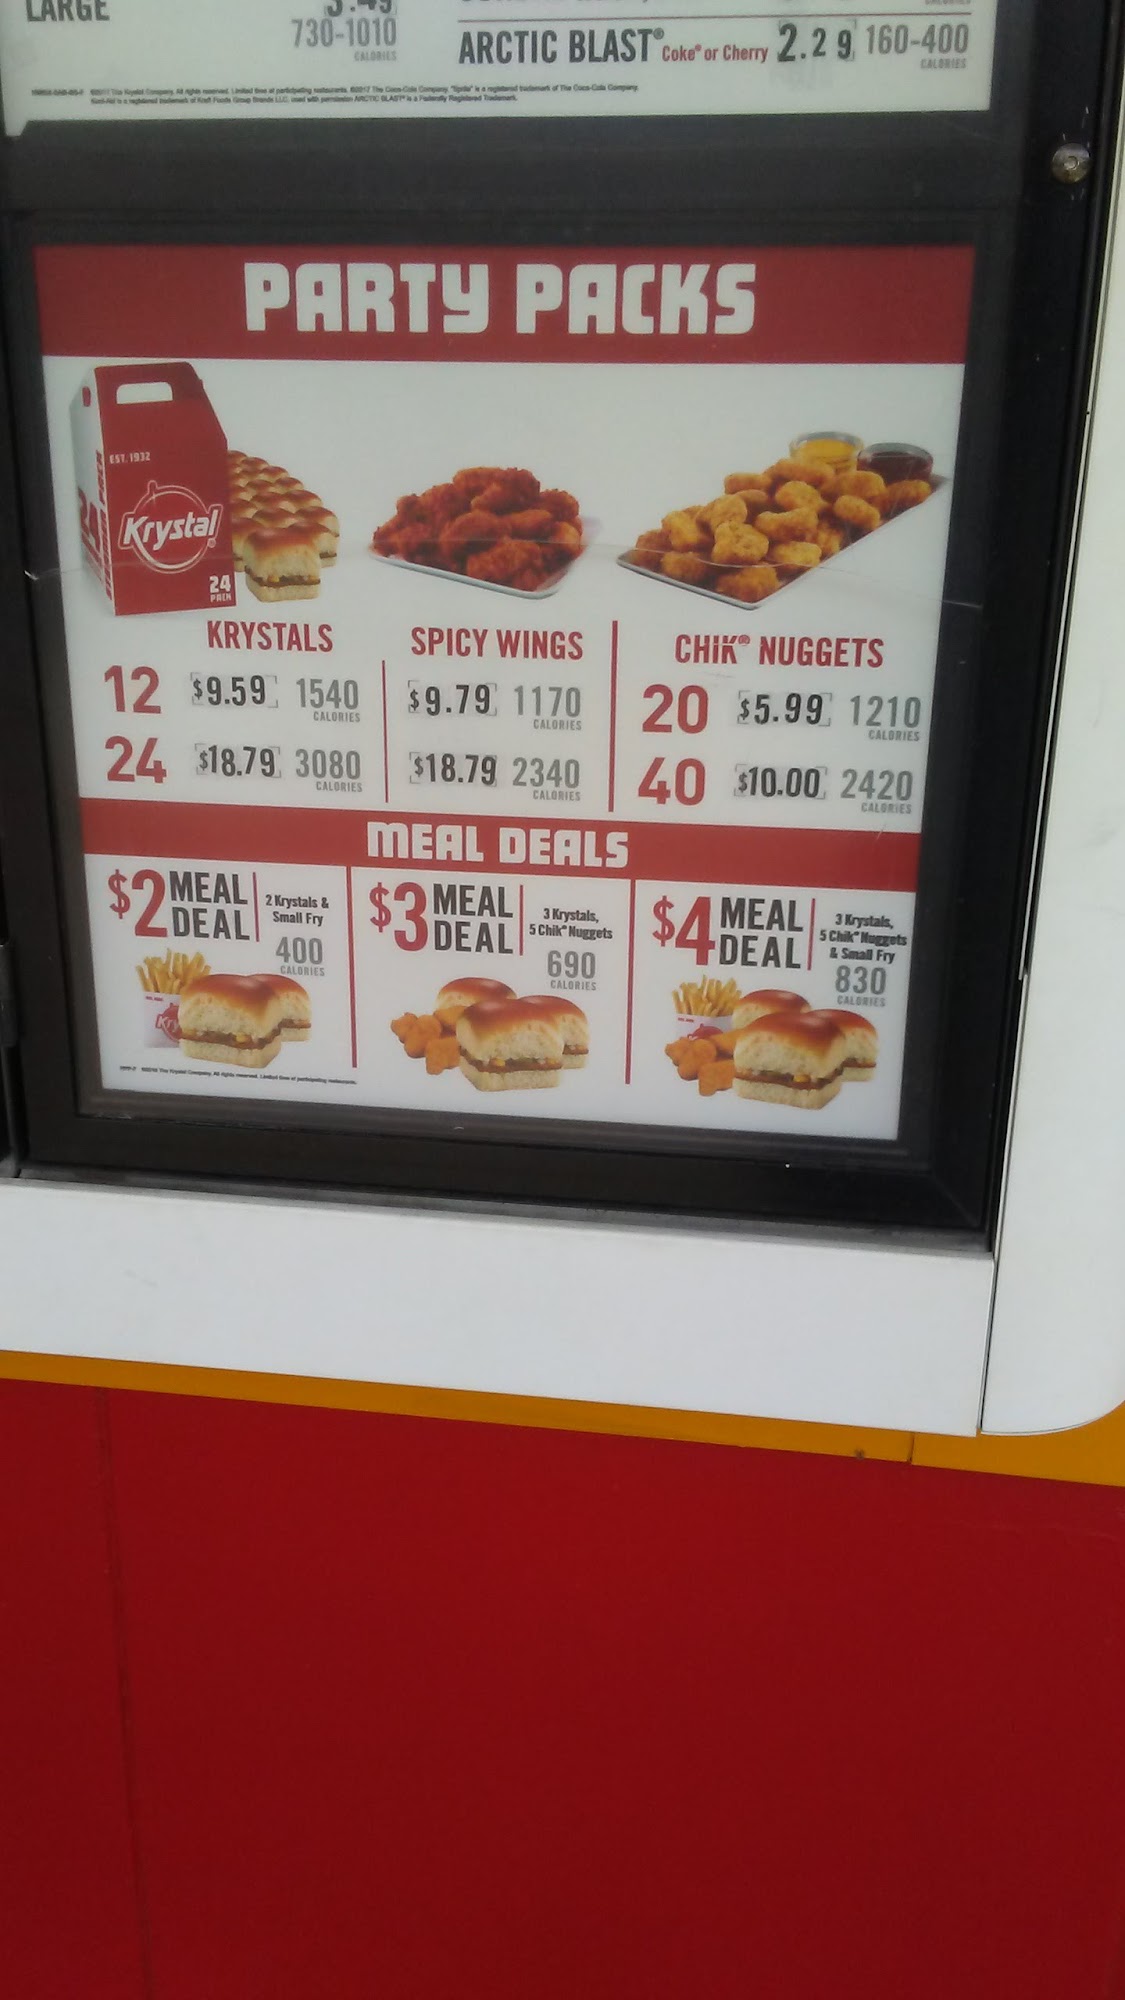 LARGE
730-1010
CALORIES
ARCTIC BLAST® Coke® or Cherry 2.29 160-400
CALORIES
PARTY PACKS
EST. 1932
Krystal
24
PACK
KRYSTALS SPICY WINGS CHIK® NUGGETS
12 $9.59 1540 CALORIES $9.79 1170 CALORIES 20 $5.99 1210 CALORIES
24 $18.79 3080 CALORIES $18.79 2340 CALORIES 40 $10.00 2420 CALORIES
MEAL DEALS
$2 MEAL DEAL
2 Krystals &
Small Fry
400
CALORIES
$3 MEAL DEAL
3 Krystals,
5 Chik® Nuggets
690
CALORIES
$4 MEAL DEAL
3 Krystals,
5 Chik® Nuggets
& Small Fry
830
CALORIES